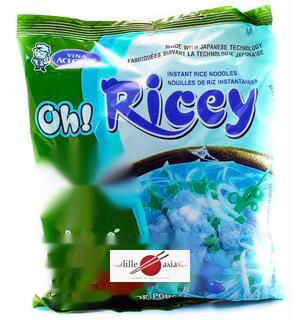 VINA
ACECOOK
MADE WITH JAPANESE TECHNOLOGY
FABRIQUÉES SUIVANT LA TECHNOLOGIE JAPONAISE
INSTANT RICE NOODLES
NOUILLES DE RIZ INSTANTANÉES
Oh! Ricey
lille asia